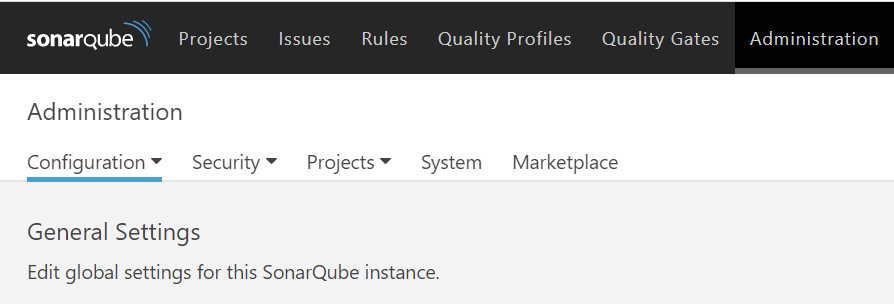 sonarqube Projects Issues Rules Quality Profiles Quality Gates Administration
Administration
Configuration Security Projects System Marketplace
General Settings
Edit global settings for this SonarQube instance.